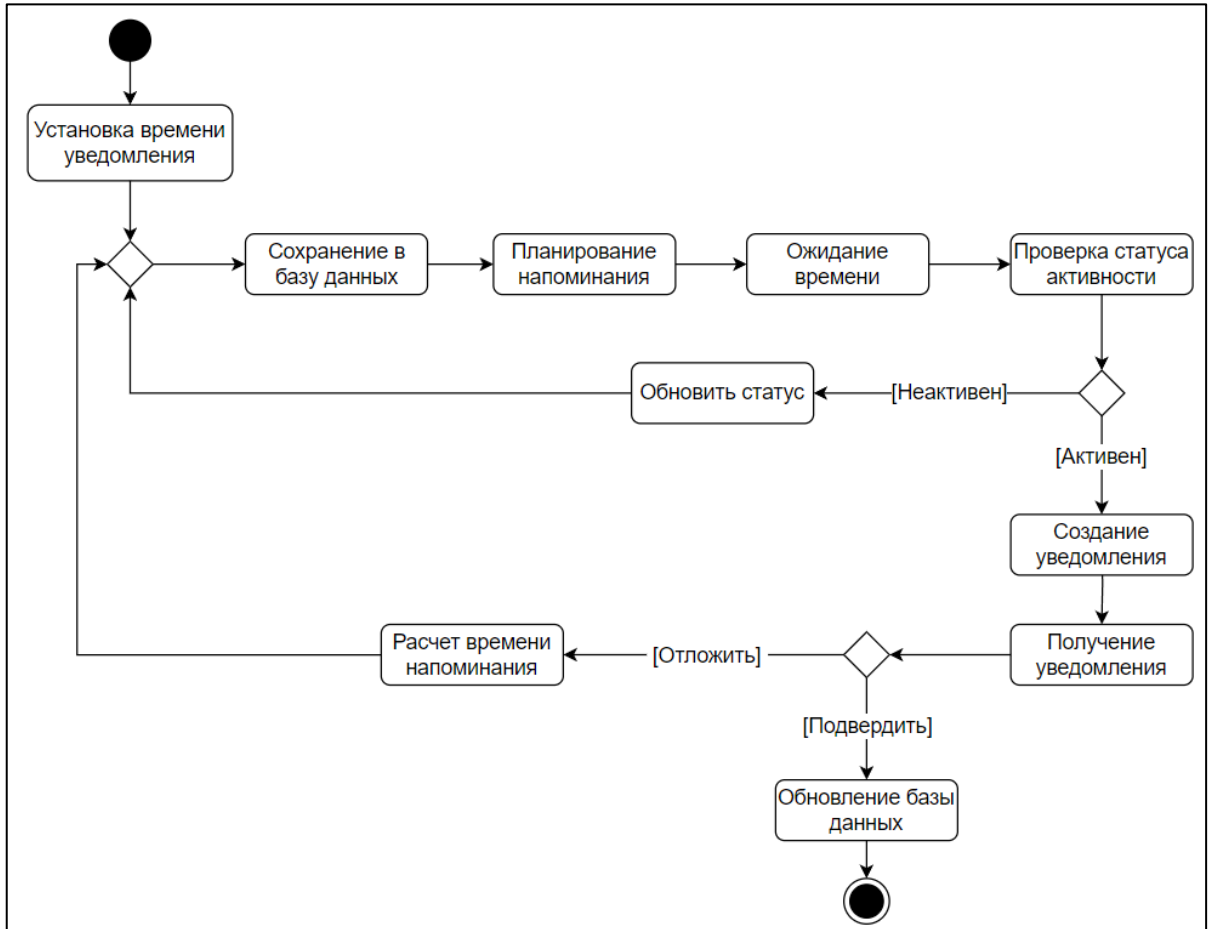 Установка времени
уведомления
Сохранение в
базу данных
Планирование
напоминания
Ожидание
времени
Проверка статуса
активности
Обновить статус
[Неактивен]
[Активен]
Создание
уведомления
Расчет времени
напоминания
[Отложить]
Получение
уведомления
[Подвердить]
Обновление базы
данных